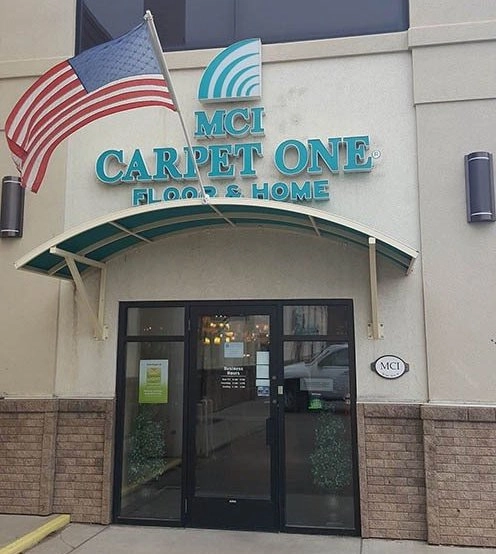 MCI
CARPET ONE®
FLOOR & HOME
Business
Hours
MCI